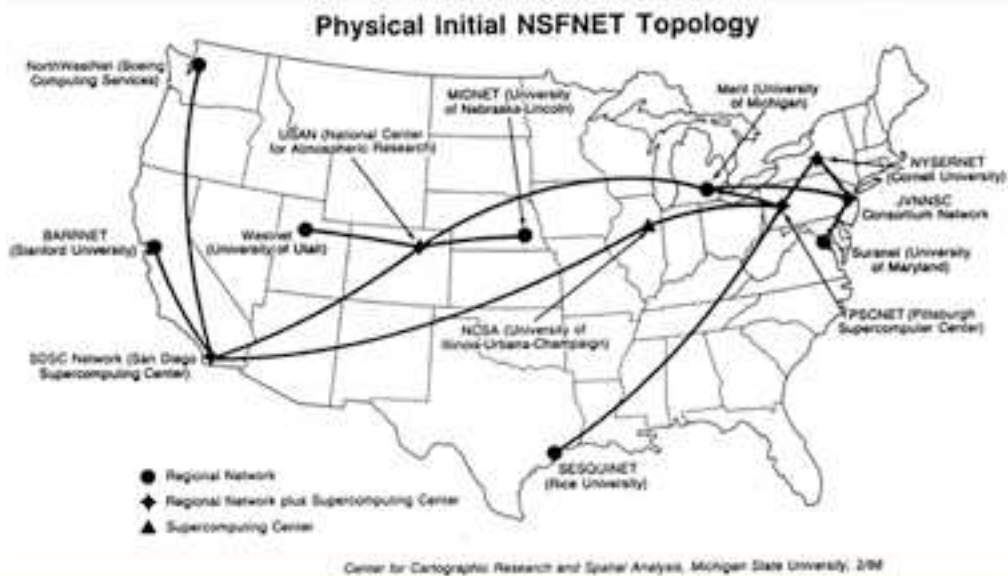 Physical Initial NSFNET Topology
NorthWestNet (Boeing
Computing Services)
MIDNET (University
of Nebraska-Lincoln)
Merit (University
of Michigan)
USAN (National Center
for Atmospheric Research)
NYSERNET
(Cornell University)
JVNNSC
Consortium Network
BARRNET
(Stanford University)
Westnet
(University of Utah)
Suranet (University
of Maryland)
NCSA (University of
Illinois-Urbana-Champaign)
PSCNET (Pittsburgh
Supercomputer Center)
SDSC Network (San Diego
Supercomputing Center)
SESQUINET
(Rice University)
Regional Network
Regional Network plus Supercomputing Center
Supercomputing Center
Center for Cartographic Research and Spatial Analysis, Michigan State University; 2/88